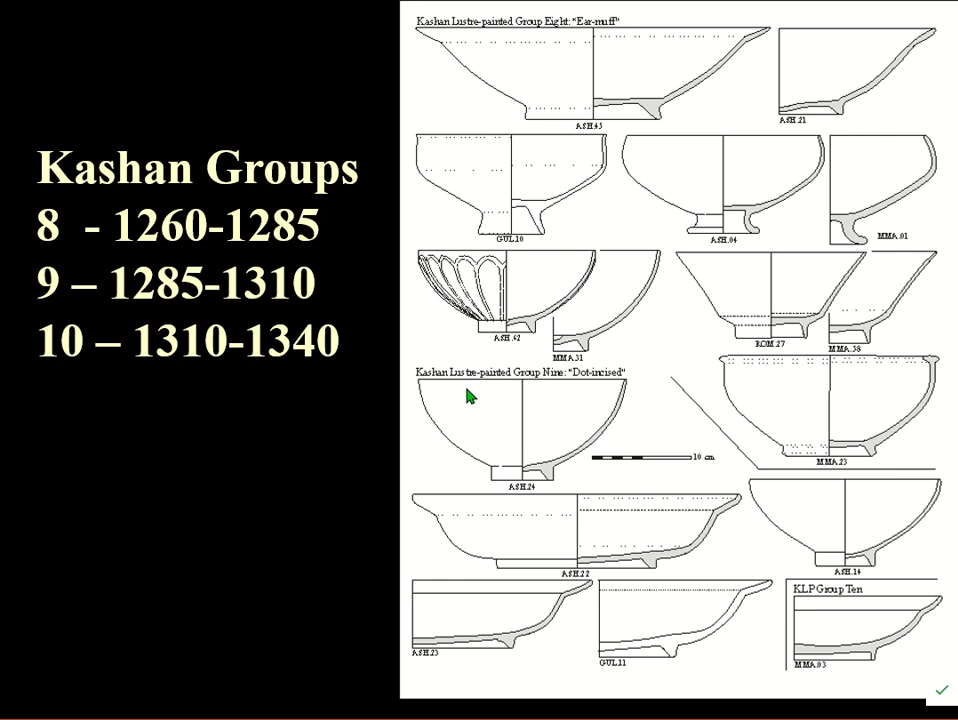 Kashan Groups
8 - 1260-1285
9 – 1285-1310
10 – 1310-1340
Kashan Lustre-painted Group Eight: "Ear-muff"
ASH.45
ASH.21
GUL.10
ASH.04
MMA.01
ASH.42
MMA.31
ROM.27
MMA.38
Kashan Lustre-painted Group Nine: "Dot-incised"
10 cm
MMA.23
ASH.24
ASH.22
ASH.14
ASH.23
GUL.11
KLP Group Ten
MMA.03